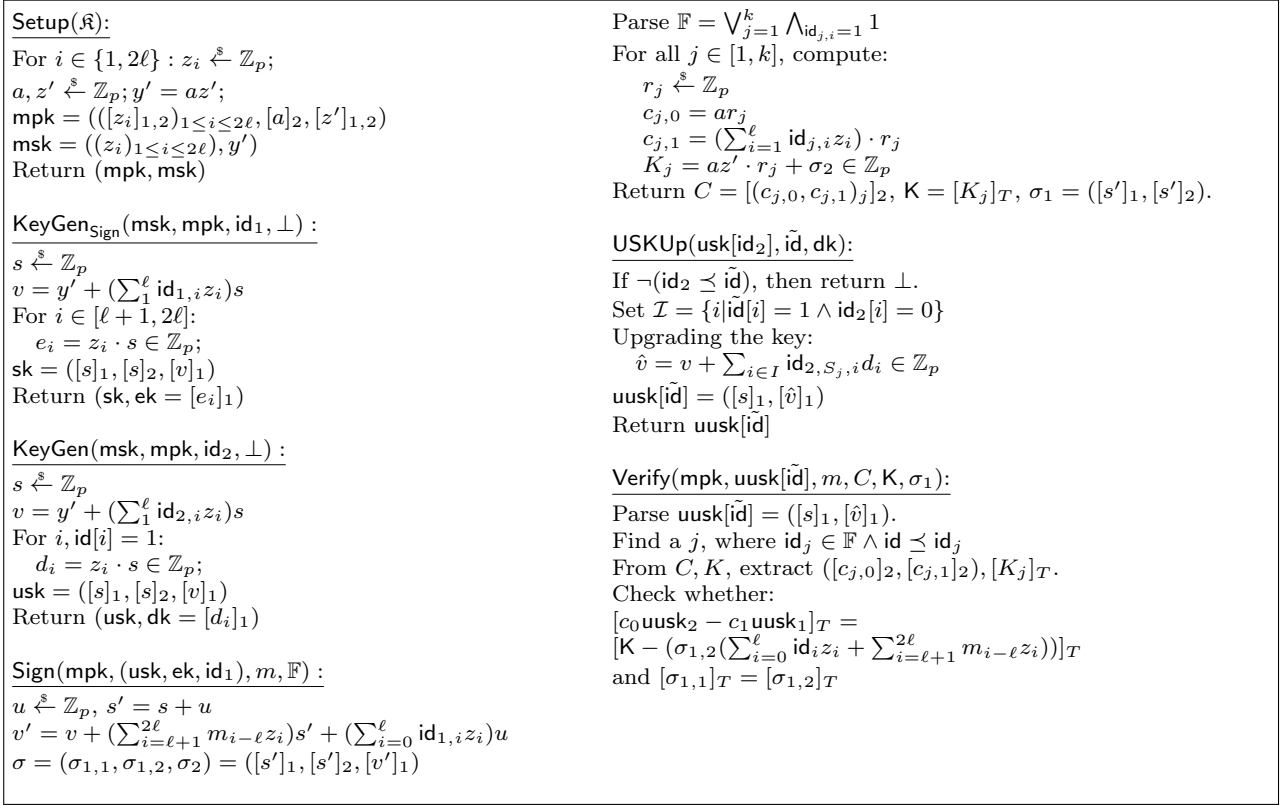 Setup(𝔎):
For i ∈ {1, 2ℓ} : z_i ←$ ℤ_p;
a, z′ ←$ ℤ_p; y′ = az′;
mpk = (([z_i]_{1,2})_{1≤i≤2ℓ}, [a]_2, [z′]_{1,2})
msk = ((z_i)_{1≤i≤2ℓ}), y′)
Return (mpk, msk)
KeyGen_Sign(msk, mpk, id_1, ⊥) :
s ←$ ℤ_p
v = y′ + (∑_1^ℓ id_{1,i}z_i)s
For i ∈ [ℓ + 1, 2ℓ]:
e_i = z_i · s ∈ ℤ_p;
sk = ([s]_1, [s]_2, [v]_1)
Return (sk, ek = [e_i]_1)
KeyGen(msk, mpk, id_2, ⊥) :
s ←$ ℤ_p
v = y′ + (∑_1^ℓ id_{2,i}z_i)s
For i, id[i] = 1:
d_i = z_i · s ∈ ℤ_p;
usk = ([s]_1, [s]_2, [v]_1)
Return (usk, dk = [d_i]_1)
Sign(mpk, (usk, ek, id_1), m, 𝔽) :
u ←$ ℤ_p, s′ = s + u
v′ = v + (∑_{i=ℓ+1}^{2ℓ} m_{i−ℓ}z_i)s′ + (∑_{i=0}^ℓ id_{1,i}z_i)u
σ = (σ_{1,1}, σ_{1,2}, σ_2) = ([s′]_1, [s′]_2, [v′]_1)
Parse 𝔽 = ⋁_{j=1}^k ⋀_{id_{j,i}=1} 1
For all j ∈ [1, k], compute:
r_j ←$ ℤ_p
c_{j,0} = ar_j
c_{j,1} = (∑_{i=1}^ℓ id_{j,i}z_i) · r_j
K_j = az′ · r_j + σ_2 ∈ ℤ_p
Return C = [(c_{j,0}, c_{j,1})_j]_2, K = [K_j]_T, σ_1 = ([s′]_1, [s′]_2).
USKUp(usk[id_2], ĩd, dk):
If ¬(id_2 ⪯ ĩd), then return ⊥.
Set ℐ = {i|ĩd[i] = 1 ∧ id_2[i] = 0}
Upgrading the key:
v̂ = v + ∑_{i∈I} id_{2,S_j,i}d_i ∈ ℤ_p
uusk[ĩd] = ([s]_1, [v̂]_1)
Return uusk[ĩd]
Verify(mpk, uusk[ĩd], m, C, K, σ_1):
Parse uusk[ĩd] = ([s]_1, [v̂]_1).
Find a j, where id_j ∈ 𝔽 ∧ id ⪯ id_j
From C, K, extract ([c_{j,0}]_2, [c_{j,1}]_2), [K_j]_T.
Check whether:
[c_0uusk_2 − c_1uusk_1]_T =
[K − (σ_{1,2}(∑_{i=0}^ℓ id_iz_i + ∑_{i=ℓ+1}^{2ℓ} m_{i−ℓ}z_i))]_T
and [σ_{1,1}]_T = [σ_{1,2}]_T